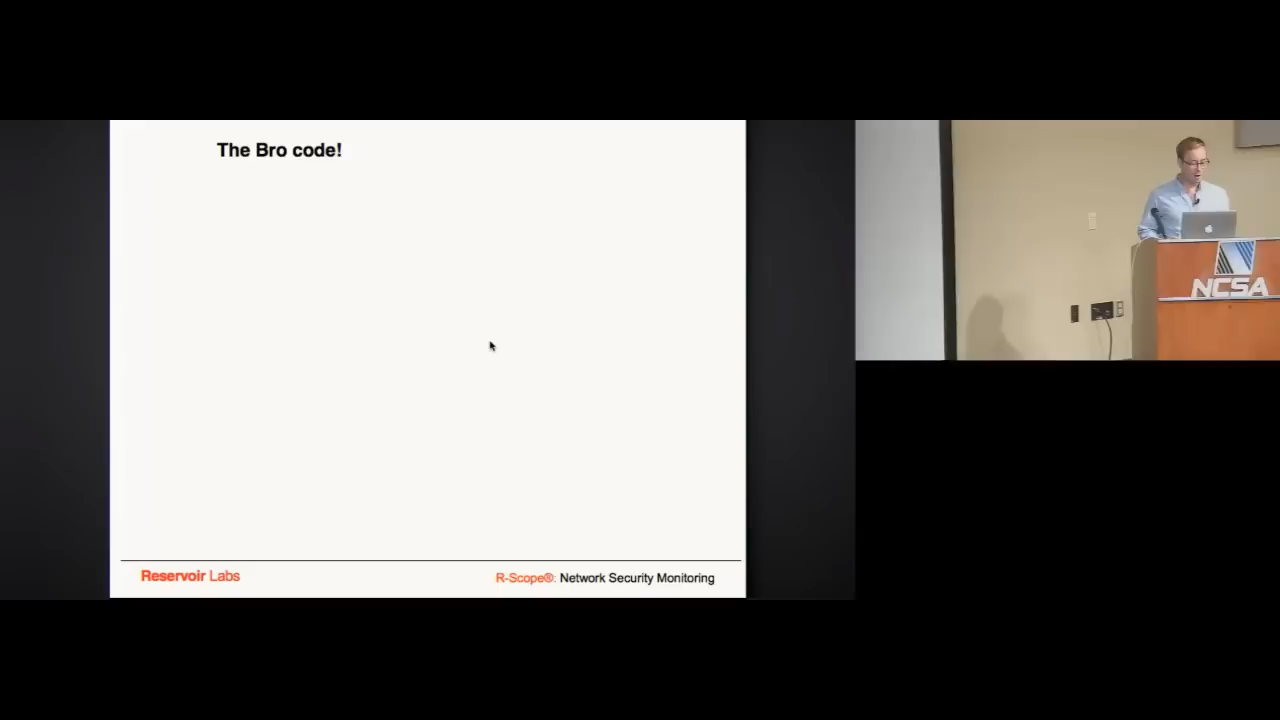 The Bro code!
Reservoir Labs
R-Scope®: Network Security Monitoring
NCSA